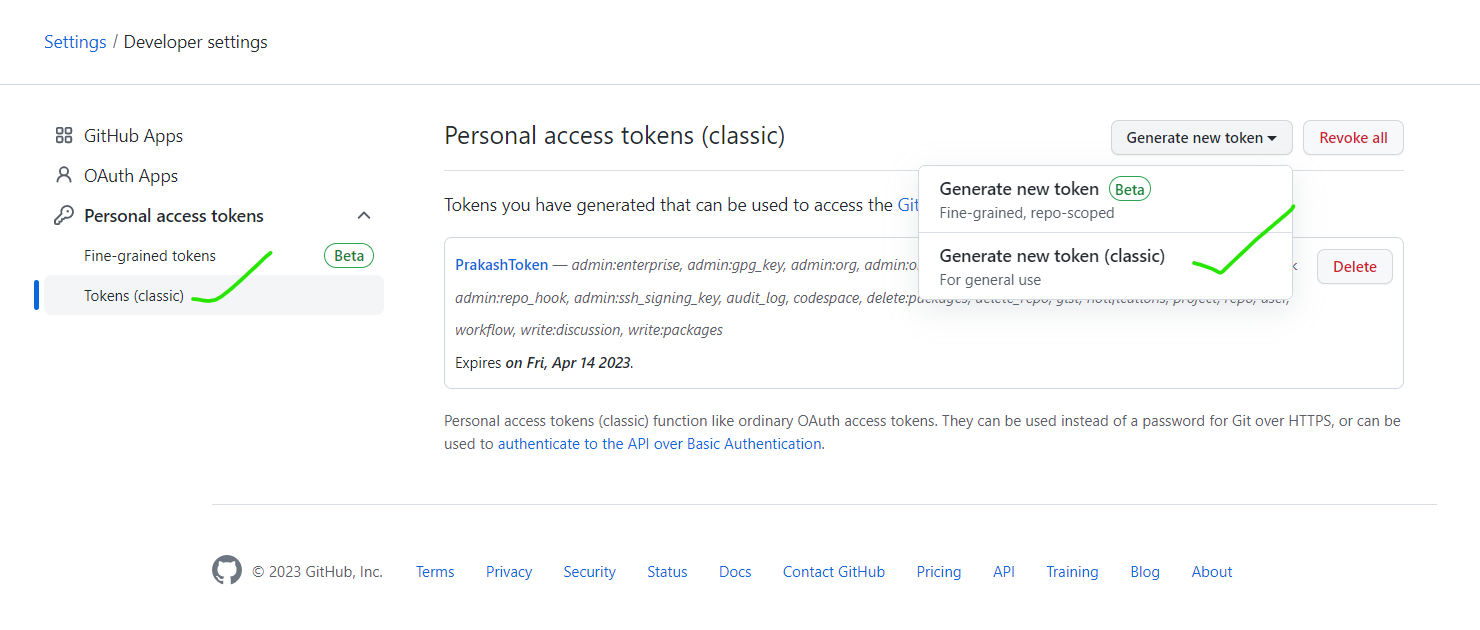 Settings / Developer settings
GitHub Apps
OAuth Apps
Personal access tokens
Fine-grained tokens Beta
Tokens (classic)
Personal access tokens (classic)
Generate new token Revoke all
Generate new token Beta
Fine-grained, repo-scoped
Generate new token (classic)
For general use
Tokens you have generated that can be used to access the Git
PrakashToken — admin:enterprise, admin:gpg_key, admin:org, admin:o
Delete
admin:repo_hook, admin:ssh_signing_key, audit_log, codespace, delete:packages, delete_repo, gist, notifications, project, repo, user,
workflow, write:discussion, write:packages
Expires on Fri, Apr 14 2023.
Personal access tokens (classic) function like ordinary OAuth access tokens. They can be used instead of a password for Git over HTTPS, or can be
used to authenticate to the API over Basic Authentication.
© 2023 GitHub, Inc. Terms Privacy Security Status Docs Contact GitHub Pricing API Training Blog About